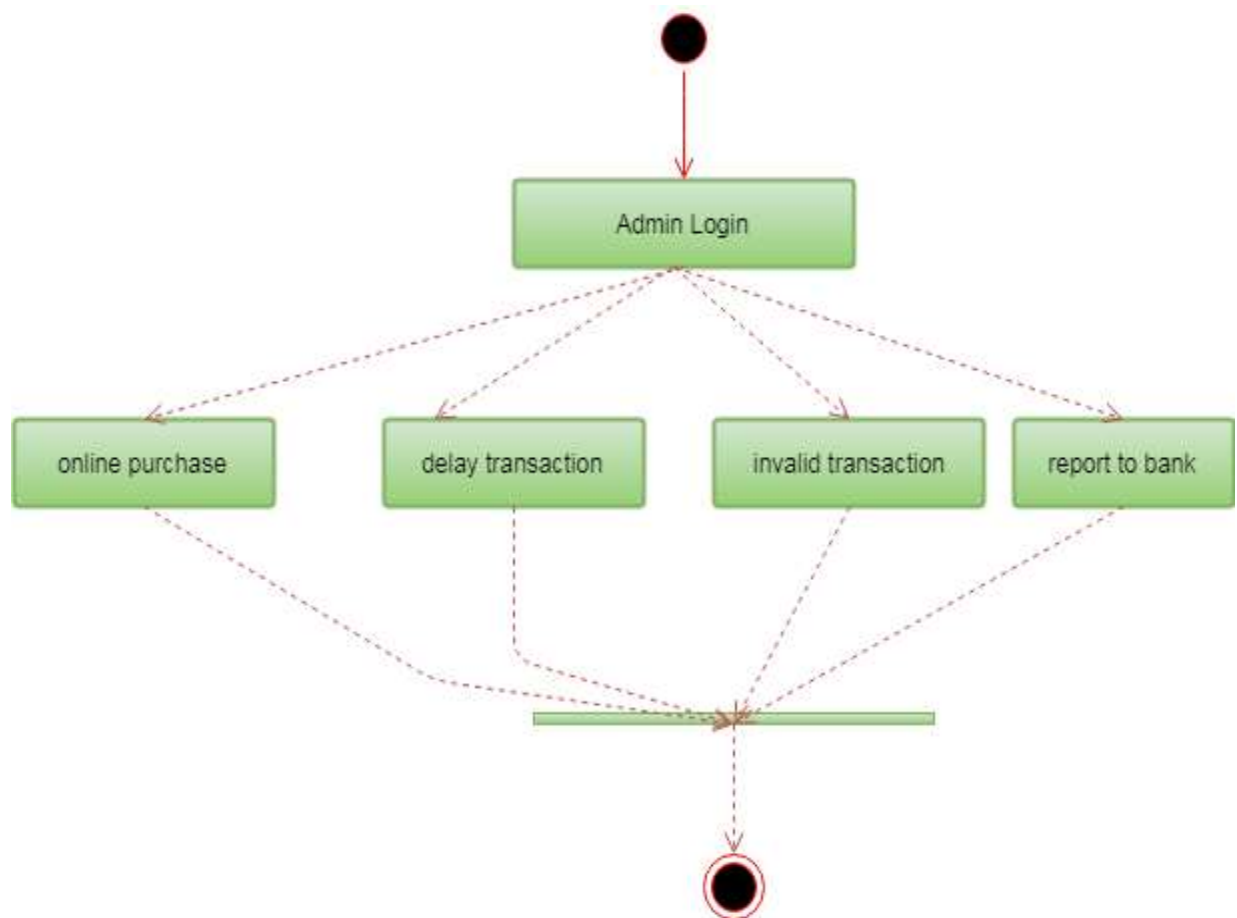 Admin Login
online purchase
delay transaction
invalid transaction
report to bank